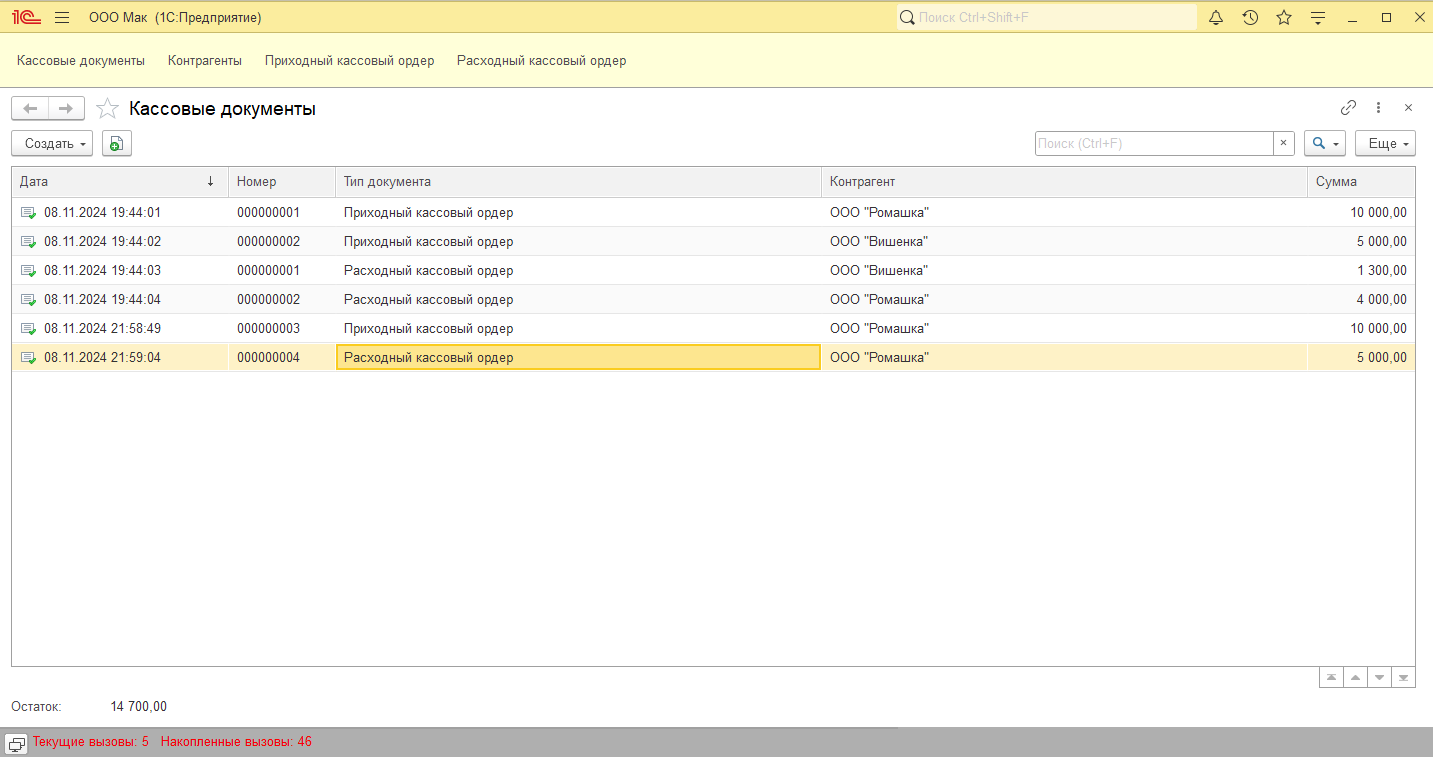 1С ООО Мак (1С:Предприятие) Поиск Ctrl+Shift+F
Кассовые документы Контрагенты Приходный кассовый ордер Расходный кассовый ордер
Кассовые документы
Создать Поиск (Ctrl+F) × Еще
Дата ↓ Номер Тип документа Контрагент Сумма
08.11.2024 19:44:01 000000001 Приходный кассовый ордер ООО "Ромашка" 10 000,00
08.11.2024 19:44:02 000000002 Приходный кассовый ордер ООО "Вишенка" 5 000,00
08.11.2024 19:44:03 000000001 Расходный кассовый ордер ООО "Вишенка" 1 300,00
08.11.2024 19:44:04 000000002 Расходный кассовый ордер ООО "Ромашка" 4 000,00
08.11.2024 21:58:49 000000003 Приходный кассовый ордер ООО "Ромашка" 10 000,00
08.11.2024 21:59:04 000000004 Расходный кассовый ордер ООО "Ромашка" 5 000,00
Остаток: 14 700,00
Текущие вызовы: 5 Накопленные вызовы: 46